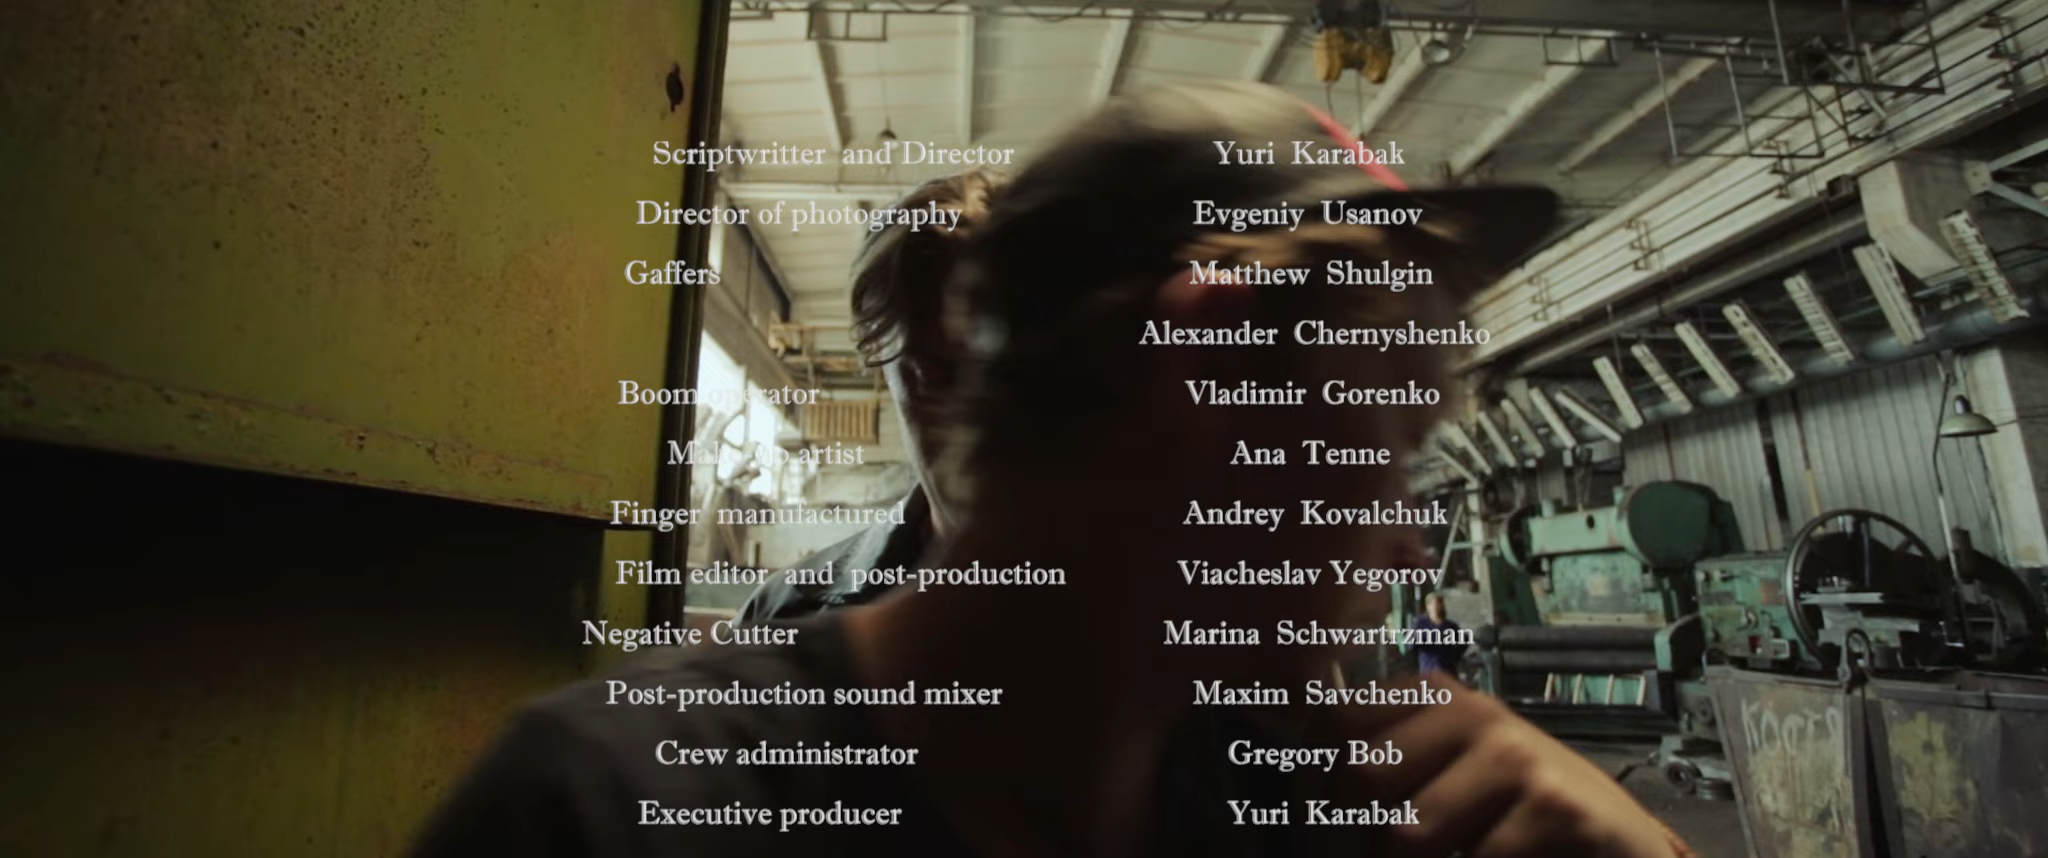 Scriptwritter and Director Yuri Karabak
Director of photography Evgeniy Usanov
Gaffers Matthew Shulgin
Alexander Chernyshenko
Boom operator Vladimir Gorenko
Make up artist Ana Tenne
Finger manufactured Andrey Kovalchuk
Film editor and post-production Viacheslav Yegorov
Negative Cutter Marina Schwartrzman
Post-production sound mixer Maxim Savchenko
Crew administrator Gregory Bob
Executive producer Yuri Karabak